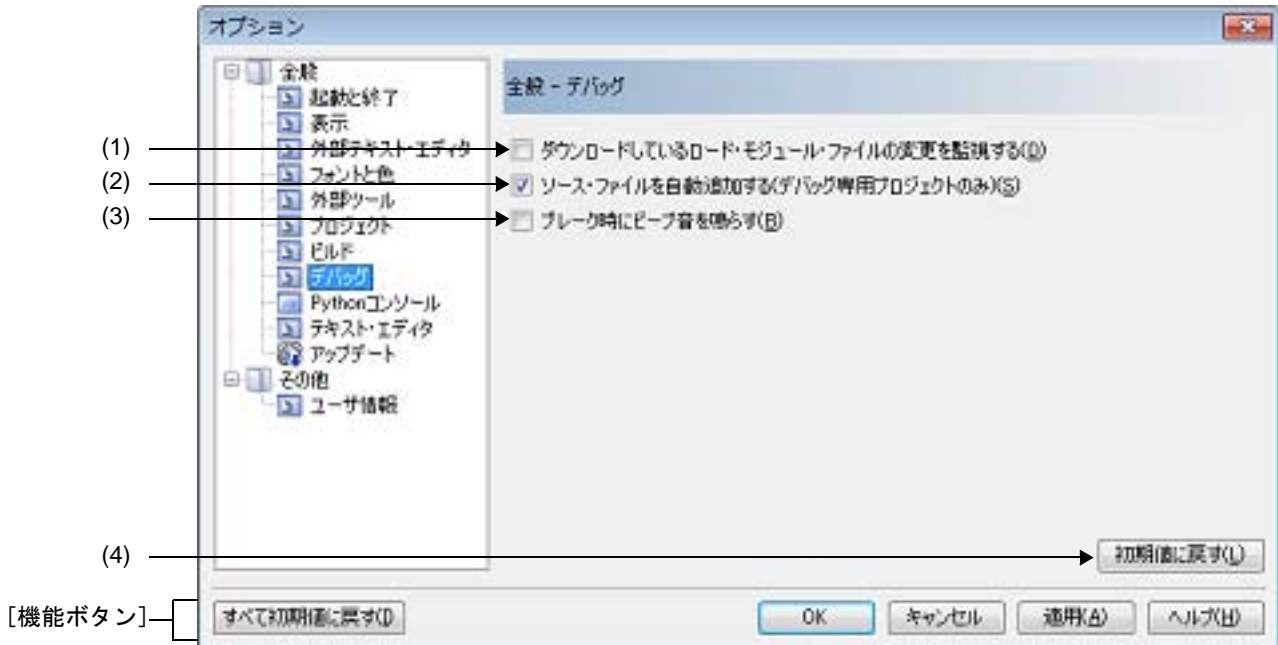 オプション
全般
起動と終了
表示
外部テキスト・エディタ
フォントと色
外部ツール
プロジェクト
ビルド
デバッグ
Pythonコンソール
テキスト・エディタ
アップデート
その他
ユーザ情報
全般 - デバッグ
(1)
ダウンロードしているロード・モジュール・ファイルの変更を監視する(D)
(2)
ソース・ファイルを自動追加する(デバッグ専用プロジェクトのみ)(S)
(3)
ブレーク時にビープ音を鳴らす(B)
(4)
初期値に戻す(L)
[機能ボタン]
すべて初期値に戻す(I)
OK
キャンセル
適用(A)
ヘルプ(H)